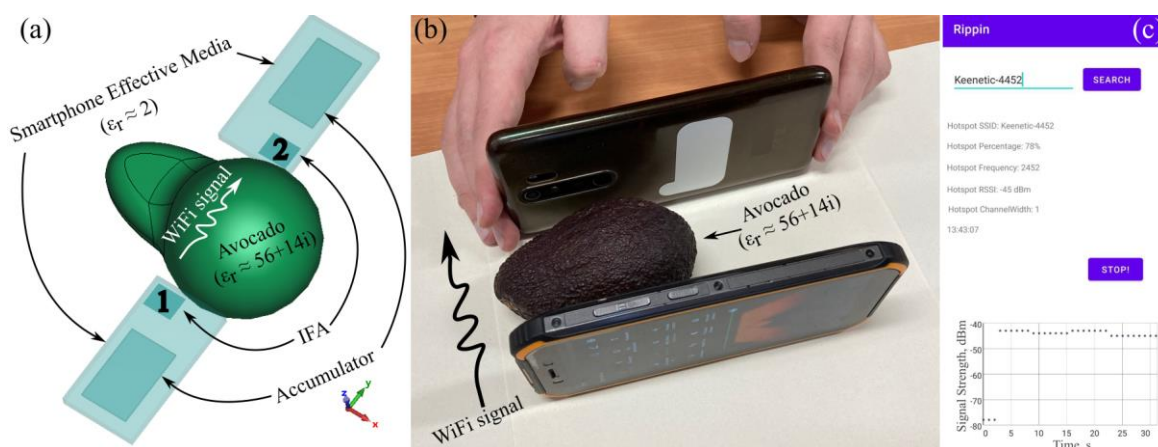 (a)
Smartphone Effective Media
(εr ≈ 2)
2
WiFi signal
Avocado
(εr ≈ 56+14i)
1
IFA
Accumulator
z
y
x
(b)
Avocado
(εr ≈ 56+14i)
WiFi signal
(c)
Rippin
Keenetic-4452
SEARCH
Hotspot SSID: Keenetic-4452
Hotspot Percentage: 78%
Hotspot Frequency: 2452
Hotspot RSSI: -45 dBm
Hotspot ChannelWidth: 1
13:43:07
STOP!
Signal Strength, dBm
-40
-50
-60
-70
-80
0 5 10 15 20 25 30
Time, s